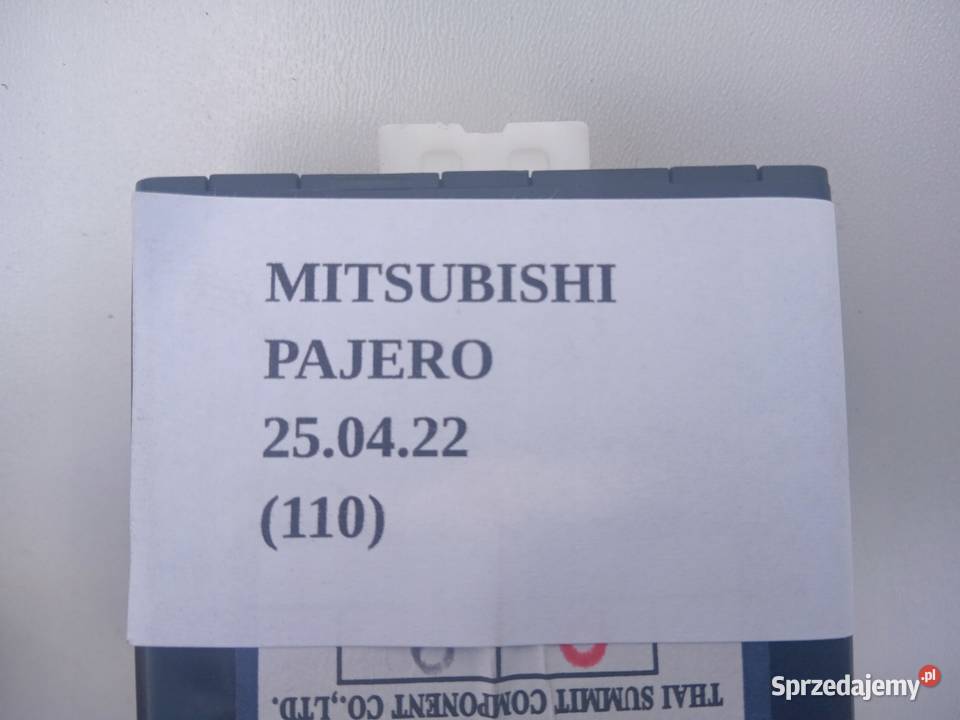 MITSUBISHI
PAJERO
25.04.22
(110)
THAI SUMMIT COMPONENT CO.,LTD.
Sprzedajemy.pl